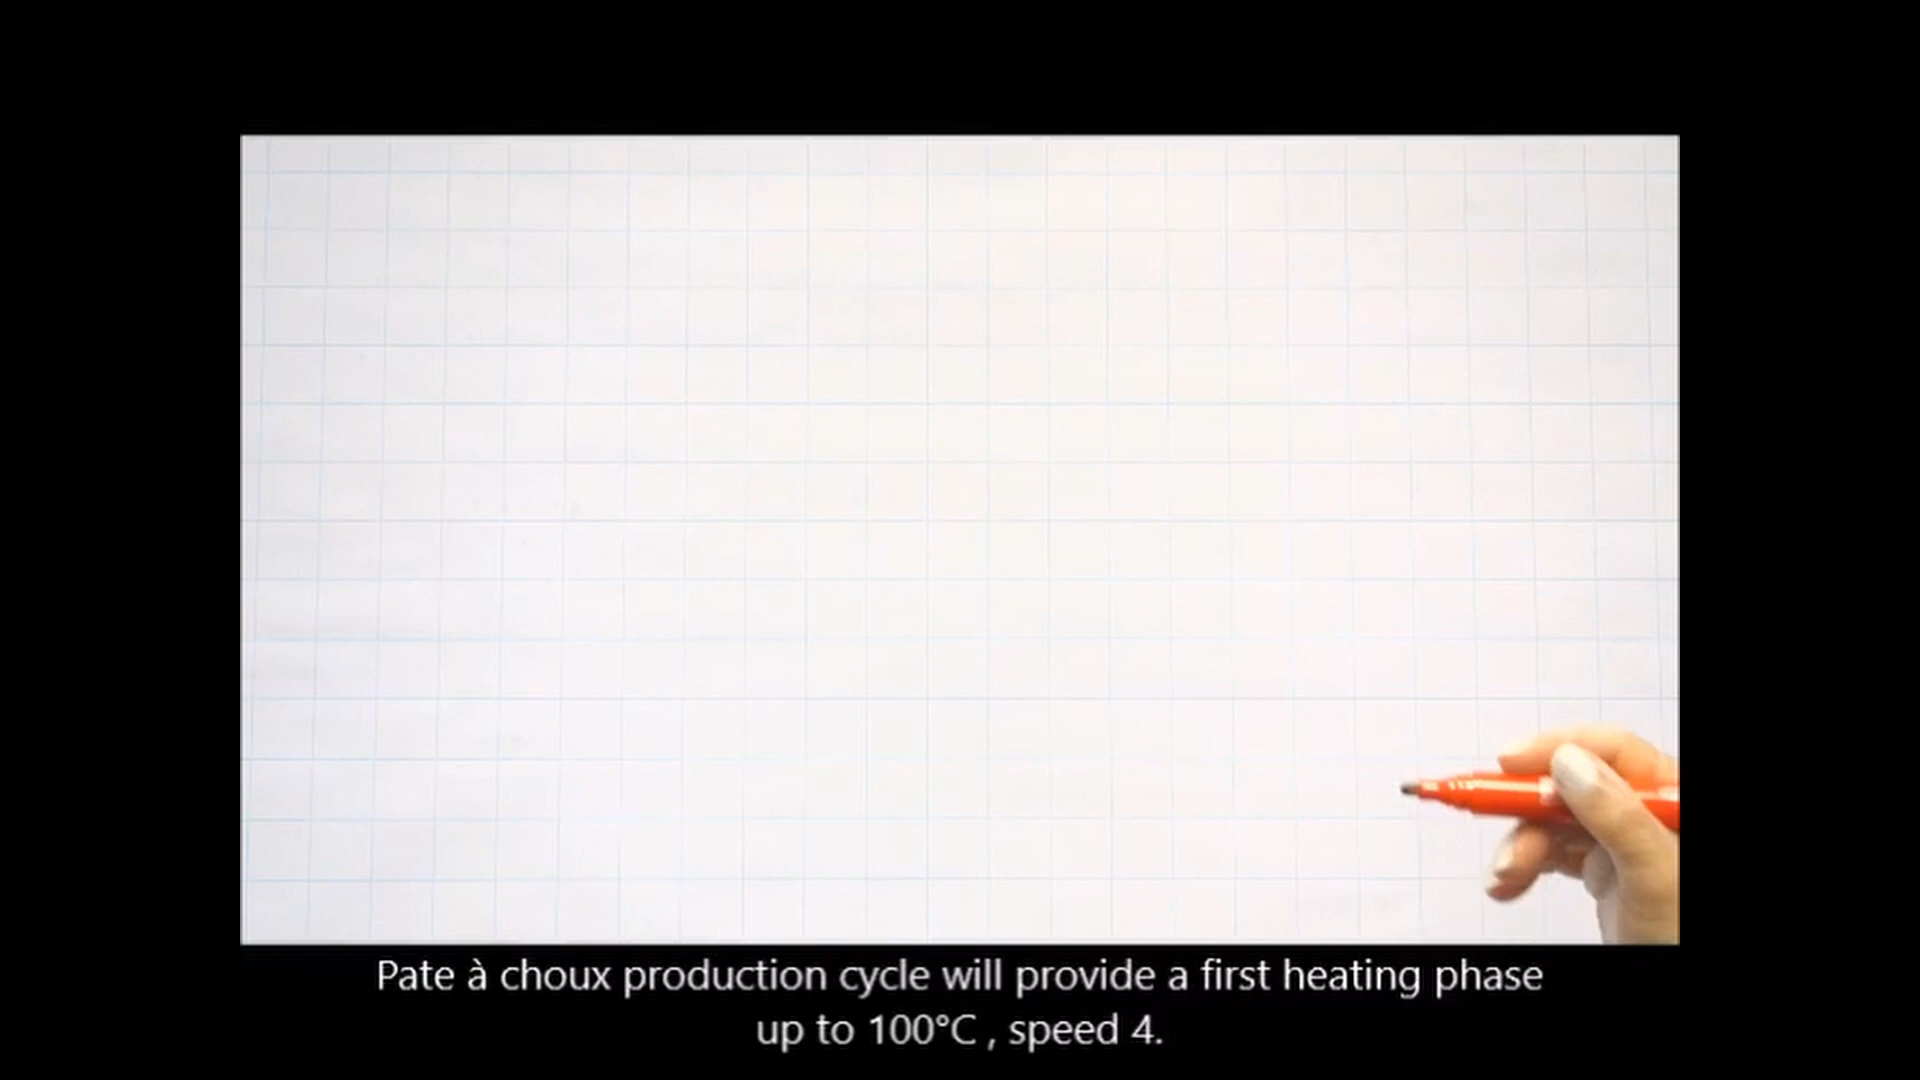 Pate à choux production cycle will provide a first heating phase
up to 100°C , speed 4.